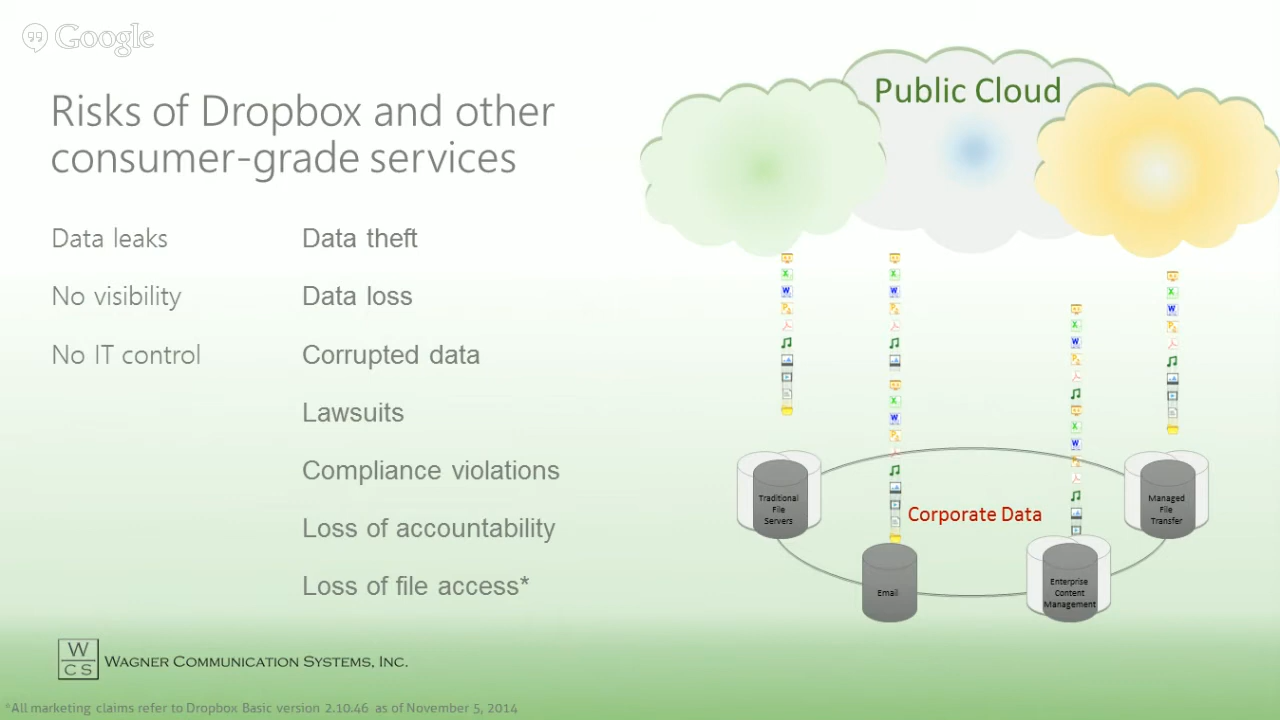 Google
Risks of Dropbox and other
consumer-grade services
Data leaks
No visibility
No IT control
Data theft
Data loss
Corrupted data
Lawsuits
Compliance violations
Loss of accountability
Loss of file access*
Public Cloud
Corporate Data
Traditional
File
Servers
Email
Enterprise
Content
Management
Managed
File
Transfer
W
CS
WAGNER COMMUNICATION SYSTEMS, INC.
*All marketing claims refer to Dropbox Basic version 2.10.46 as of November 5, 2014